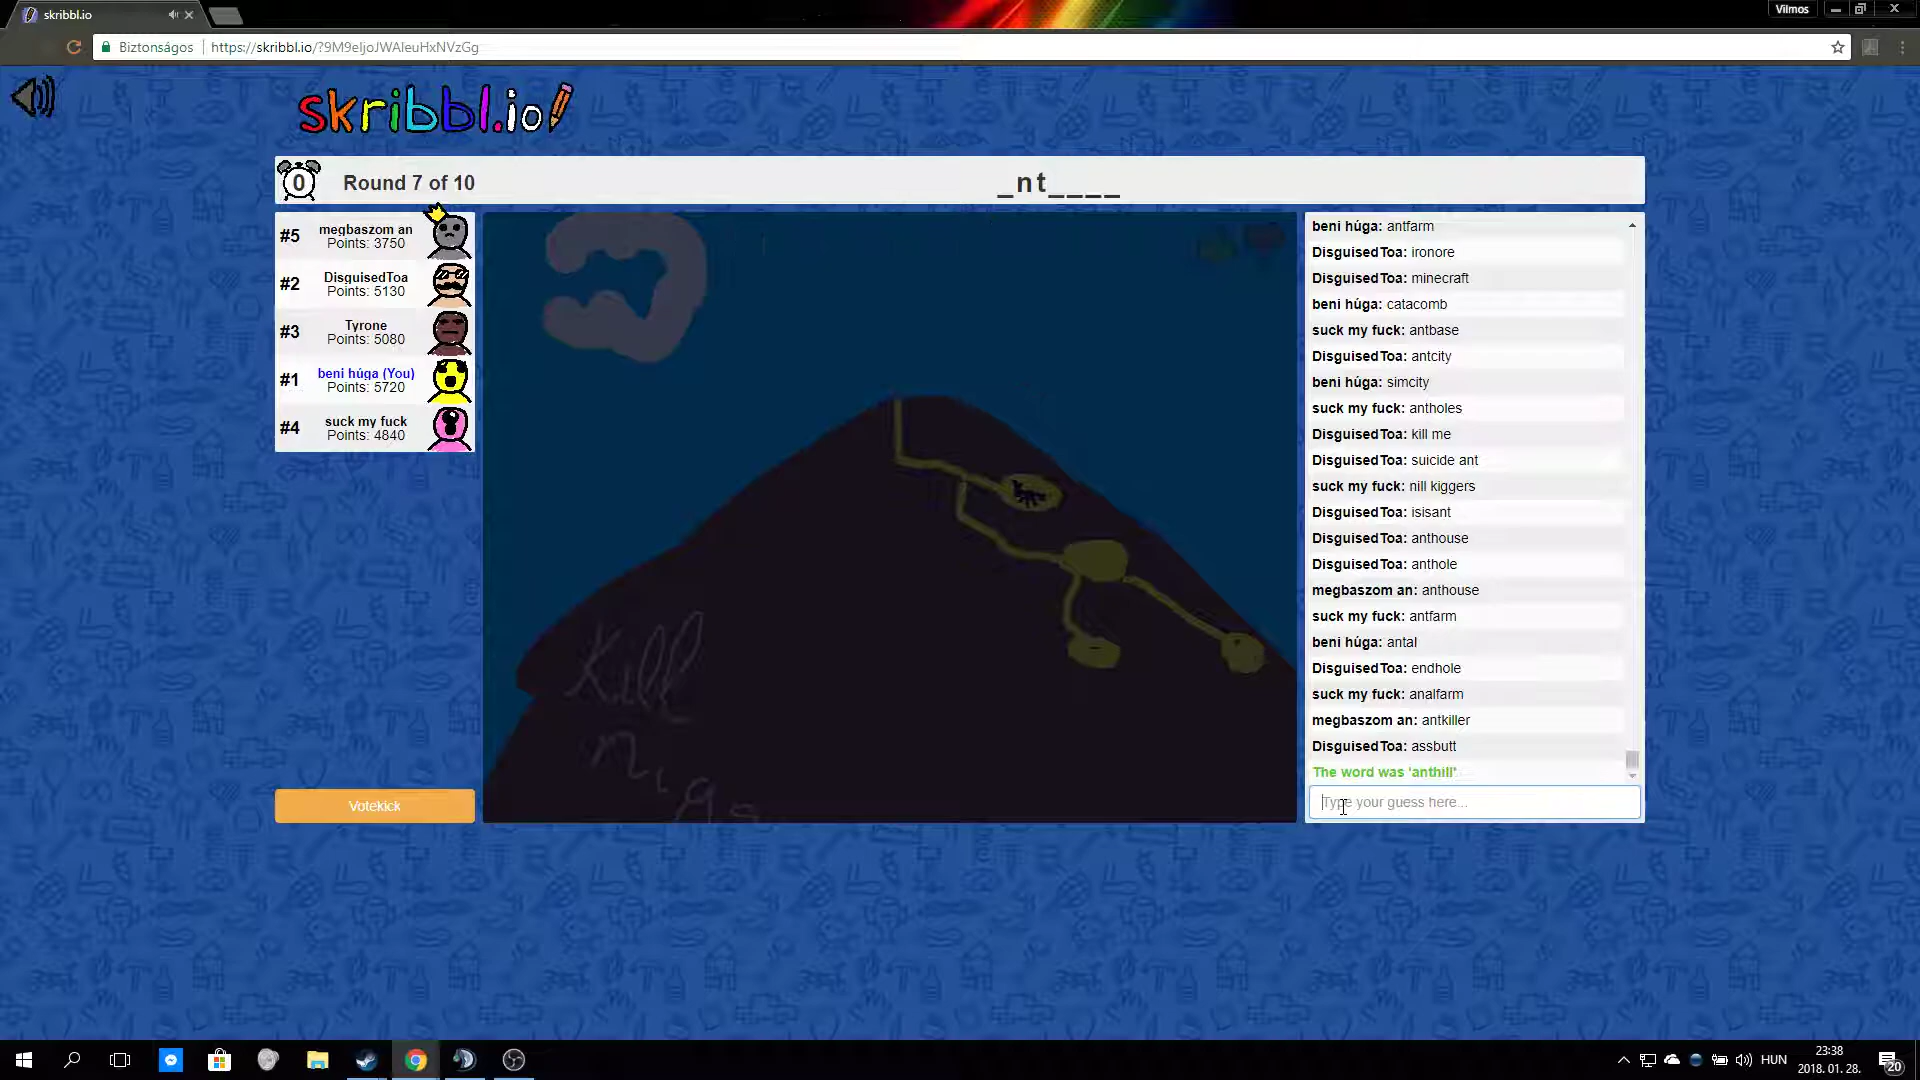 skribbl.io
Vilmos
Biztonságos
https://skribbl.io/?9M9eIjoJWAleuHxNVzGg
skribbl.io
0
Round 7 of 10
_nt____
#5
megbaszom an
Points: 3750
#2
DisguisedToa
Points: 5130
#3
Tyrone
Points: 5080
#1
beni húga (You)
Points: 5720
#4
suck my fuck
Points: 4840
Votekick
Kill
beni húga: antfarm
DisguisedToa: ironore
DisguisedToa: minecraft
beni húga: catacomb
suck my fuck: antbase
DisguisedToa: antcity
beni húga: simcity
suck my fuck: antholes
DisguisedToa: kill me
DisguisedToa: suicide ant
suck my fuck: nill kiggers
DisguisedToa: isisant
DisguisedToa: anthouse
DisguisedToa: anthole
megbaszom an: anthouse
suck my fuck: antfarm
beni húga: antal
DisguisedToa: endhole
suck my fuck: analfarm
megbaszom an: antkiller
DisguisedToa: assbutt
The word was 'anthill'
Type your guess here...
HUN
23:38
2018. 01. 28.
20